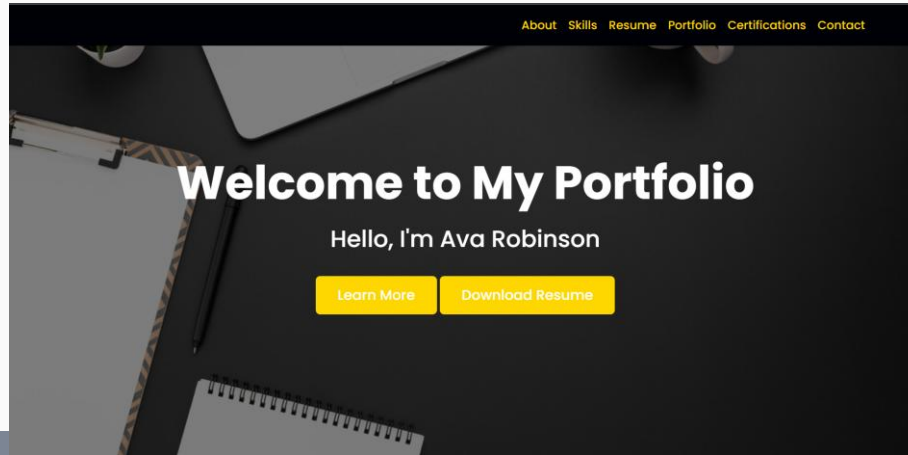 About Skills Resume Portfolio Certifications Contact
Welcome to My Portfolio
Hello, I'm Ava Robinson
Learn More Download Resume